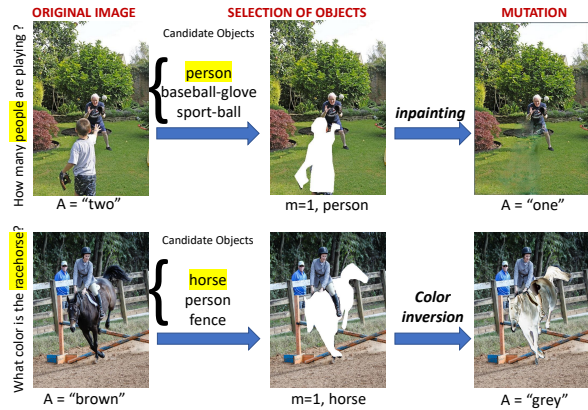 ORIGINAL IMAGE
SELECTION OF OBJECTS
MUTATION
How many people are playing ?
Candidate Objects
person
baseball-glove
sport-ball
inpainting
A = “two”
m=1, person
A = “one”
What color is the racehorse?
Candidate Objects
horse
person
fence
Color
inversion
A = “brown”
m=1, horse
A = “grey”